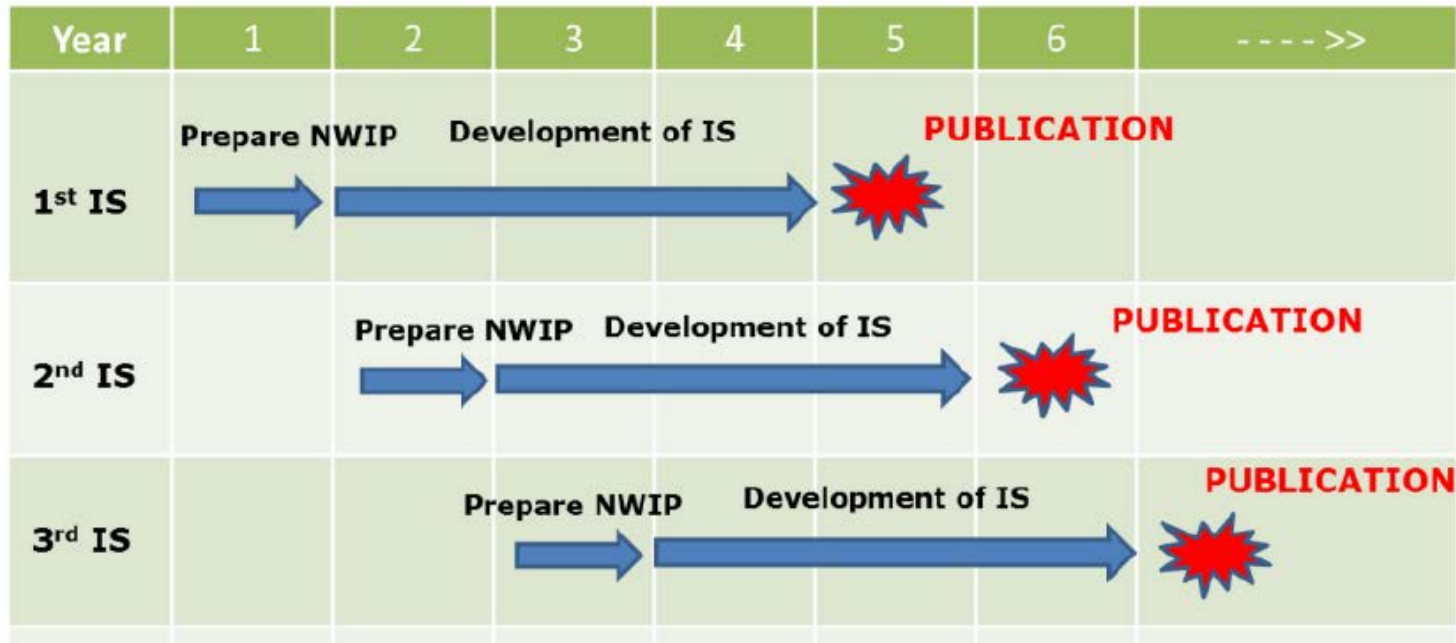 Year 1 2 3 4 5 6 - - - - >>
Prepare NWIP Development of IS PUBLICATION
1st IS
Prepare NWIP Development of IS PUBLICATION
2nd IS
Prepare NWIP Development of IS PUBLICATION
3rd IS